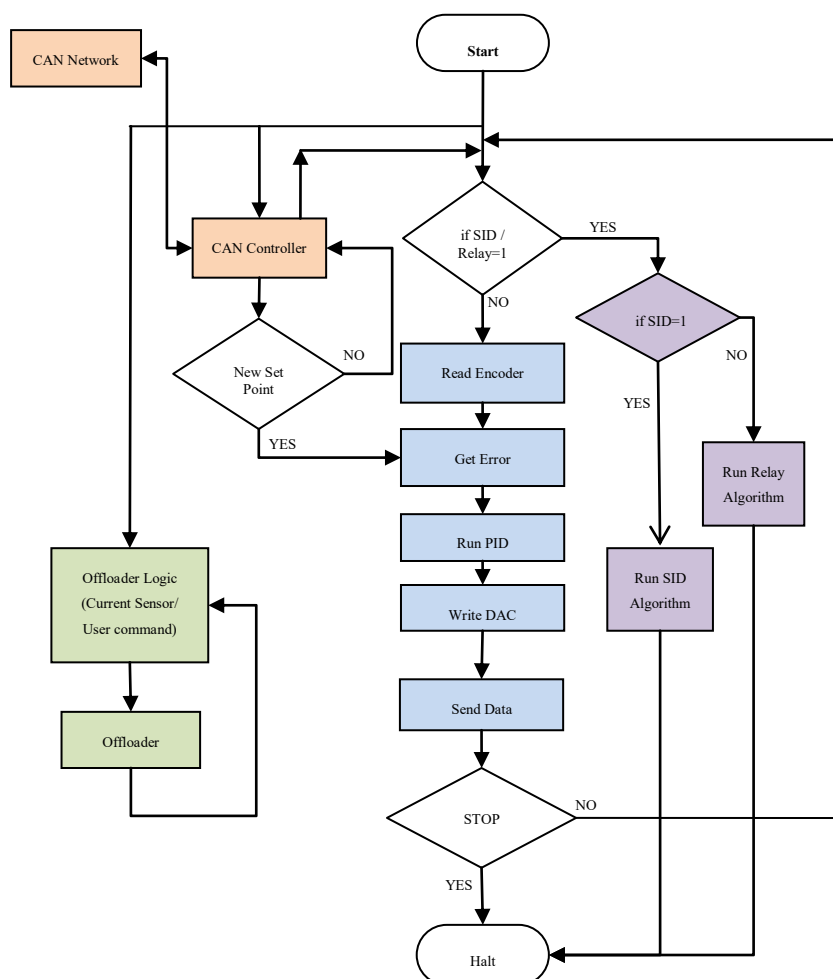 Start
CAN Network
CAN Controller
if SID /
Relay=1
YES
NO
if SID=1
NO
YES
New Set
Point
NO
YES
Read Encoder
Get Error
Run PID
Write DAC
Send Data
Run Relay
Algorithm
Run SID
Algorithm
Offloader Logic
(Current Sensor/
User command)
Offloader
STOP
NO
YES
Halt